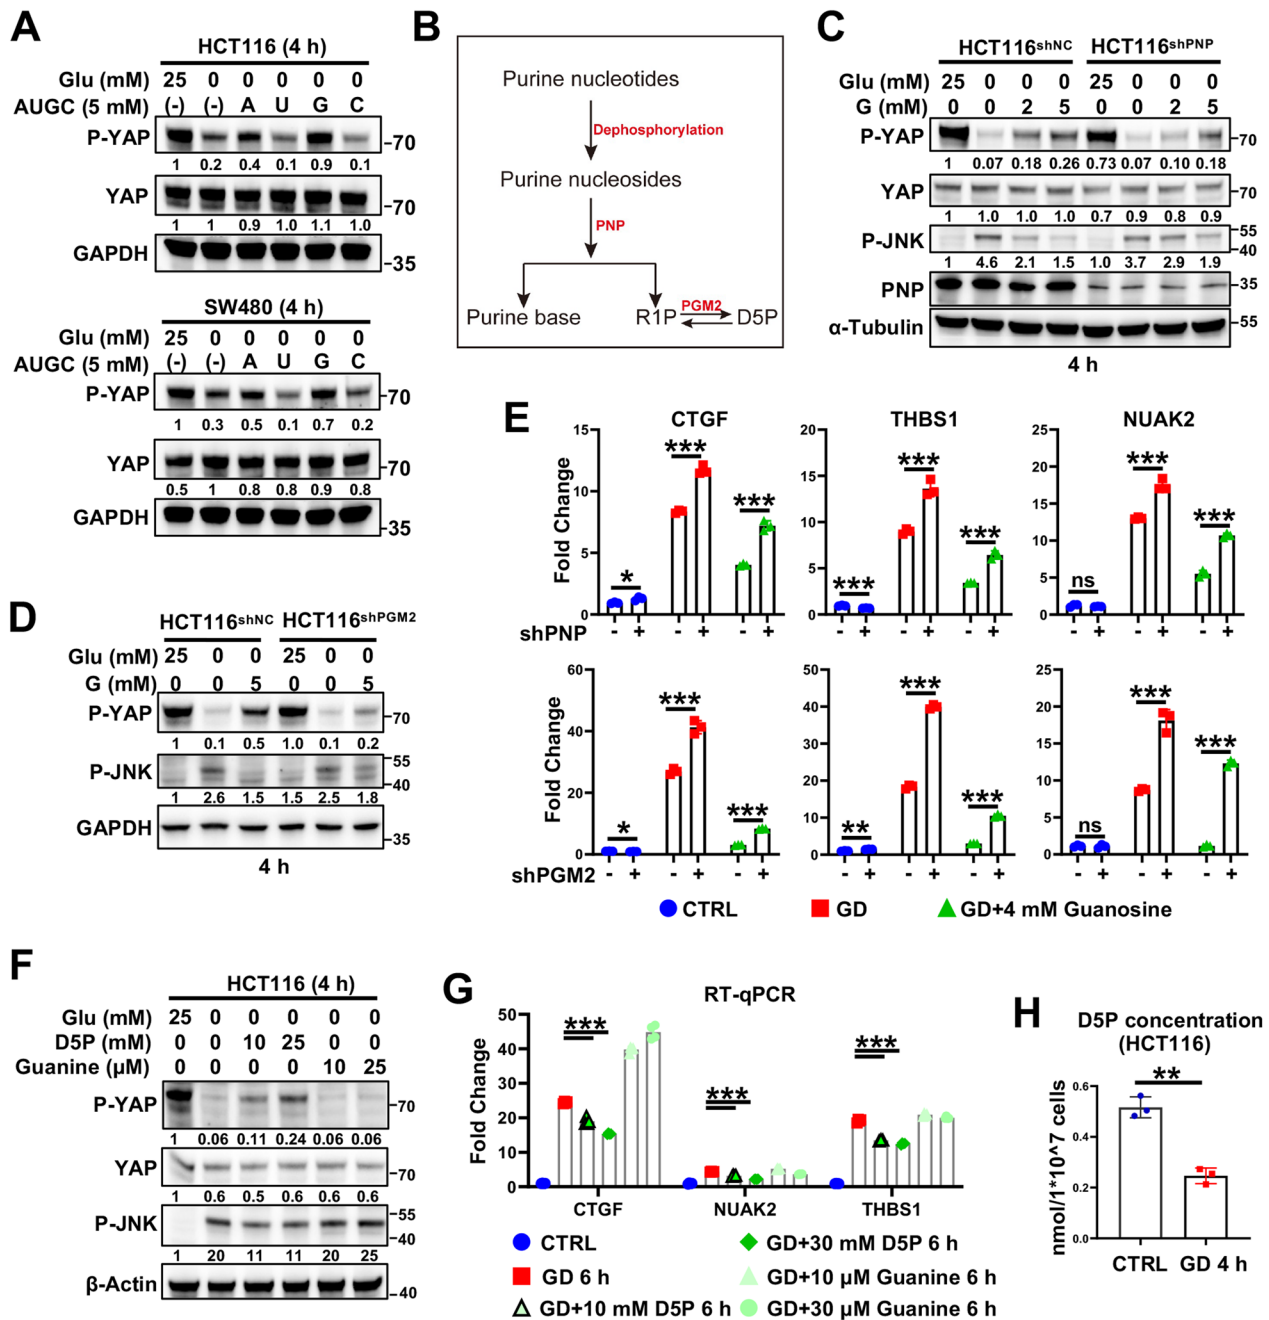 A
HCT116 (4 h)
Glu (mM) 25 0 0 0 0 0
AUGC (5 mM) (-) (-) A U G C
P-YAP -70
1 0.2 0.4 0.1 0.9 0.1
YAP -70
1 1 0.9 1.0 1.1 1.0
GAPDH -35
SW480 (4 h)
Glu (mM) 25 0 0 0 0 0
AUGC (5 mM) (-) (-) A U G C
P-YAP -70
1 0.3 0.5 0.1 0.7 0.2
YAP -70
0.5 1 0.8 0.8 0.9 0.8
GAPDH -35
B
Purine nucleotides
Dephosphorylation
Purine nucleosides
PNP
Purine base R1P PGM2 D5P
C
HCT116shNC HCT116shPNP
Glu (mM) 25 0 0 0 25 0 0 0
G (mM) 0 0 2 5 0 0 2 5
P-YAP -70
1 0.07 0.18 0.26 0.73 0.07 0.10 0.18
YAP -70
1 1.0 1.0 1.0 0.7 0.9 0.8 0.9
P-JNK -55
-40
1 4.6 2.1 1.5 1.0 3.7 2.9 1.9
PNP -35
α-Tubulin -55
4 h
D
HCT116shNC HCT116shPGM2
Glu (mM) 25 0 0 25 0 0
G (mM) 0 0 5 0 0 5
P-YAP -70
1 0.1 0.5 1.0 0.1 0.2
P-JNK -55
-40
1 2.6 1.5 1.5 2.5 1.8
GAPDH -35
4 h
E
CTGF THBS1 NUAK2
Fold Change
15
10
5
0
* *** ***
20
15
10
5
0
*** *** ***
25
20
15
10
5
0
ns *** ***
shPNP - + - + - + - + - + - + - + - + - +
Fold Change
60
40
20
0
* *** ***
50
40
30
20
10
0
** *** ***
25
20
15
10
5
0
ns *** ***
shPGM2 - + - + - + - + - + - + - + - + - +
CTRL GD GD+4 mM Guanosine
F
HCT116 (4 h)
Glu (mM) 25 0 0 0 0 0
D5P (mM) 0 0 10 25 0 0
Guanine (µM) 0 0 0 0 10 25
P-YAP -70
1 0.06 0.11 0.24 0.06 0.06
YAP -70
1 0.6 0.5 0.6 0.6 0.6
P-JNK -55
-40
1 20 11 11 20 25
β-Actin -40
G
RT-qPCR
Fold Change
50
40
30
20
10
0
*** *** ***
CTGF NUAK2 THBS1
CTRL GD+30 mM D5P 6 h
GD 6 h GD+10 µM Guanine 6 h
GD+10 mM D5P 6 h GD+30 µM Guanine 6 h
H
D5P concentration
(HCT116)
nmol/1*10^7 cells
0.6
0.4
0.2
0.0
**
CTRL GD 4 h